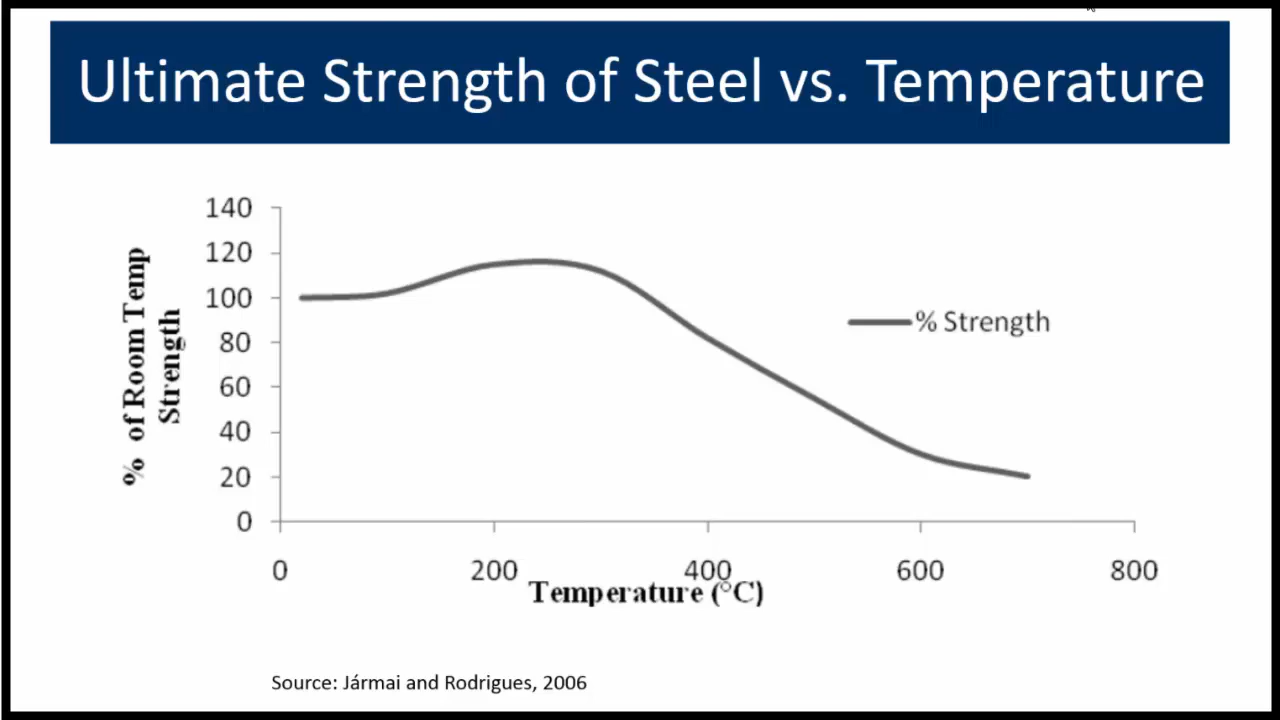 Ultimate Strength of Steel vs. Temperature
140
120
100
80
60
40
20
0
% of Room Temp
Strength
% Strength
0 200 400 600 800
Temperature (°C)
Source: Jármai and Rodrigues, 2006